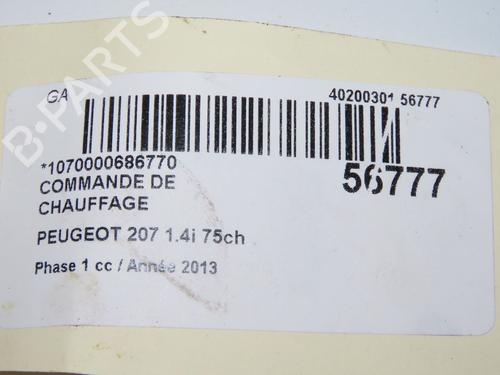 GA
40200301 56777
*1070000686770
56777
COMMANDE DE
CHAUFFAGE
PEUGEOT 207 1.4i 75ch
Phase 1 cc / Année 2013
B-PARTS